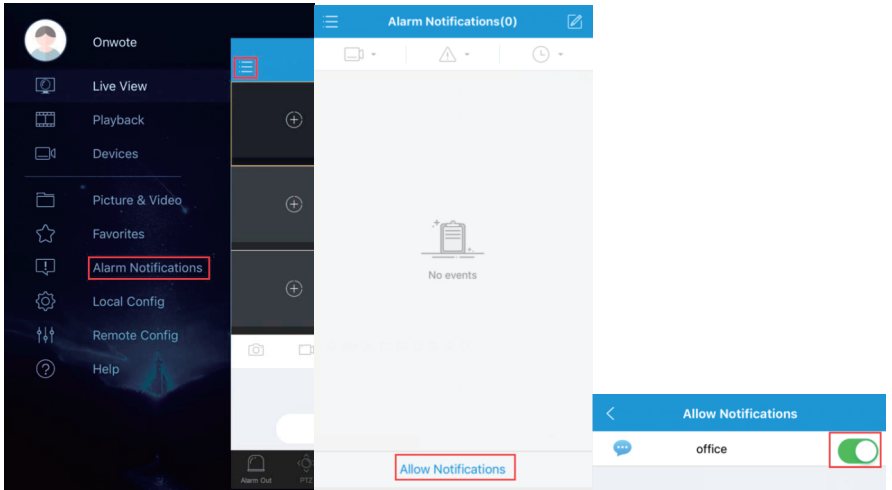 Onwote
Live View
Playback
Devices
Picture & Video
Favorites
Alarm Notifications
Local Config
Remote Config
Help
Alarm Out
PTZ
Alarm Notifications(0)
No events
Allow Notifications
Allow Notifications
office